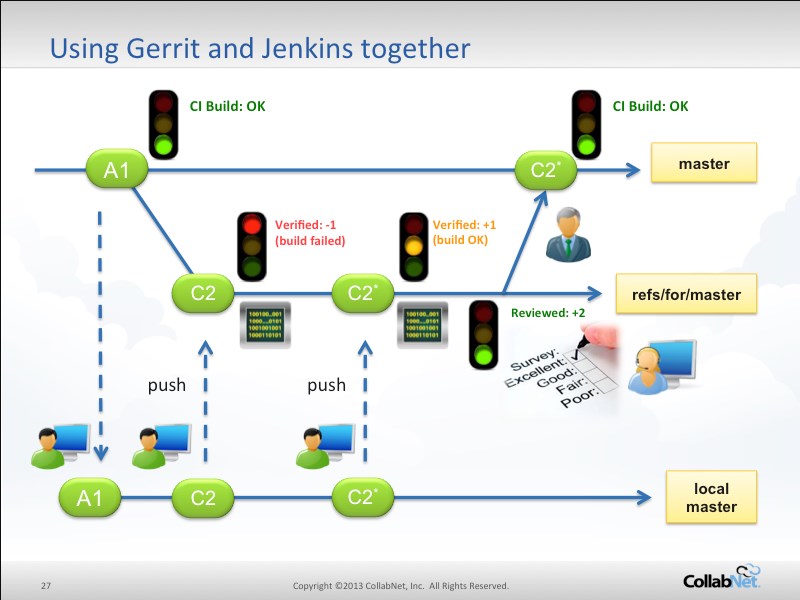 Using Gerrit and Jenkins together
CI Build: OK
CI Build: OK
A1
C2*
master
Verified: -1
(build failed)
Verified: +1
(build OK)
C2
C2*
refs/for/master
100100..001
1000....0101
1001001001
1000110101
100100..001
1000....0101
1001001001
1000110101
Reviewed: +2
Survey:
Excellent:
Good:
Fair:
Poor:
push
push
A1
C2
C2*
local
master
27
Copyright ©2013 CollabNet, Inc.  All Rights Reserved.
CollabNet